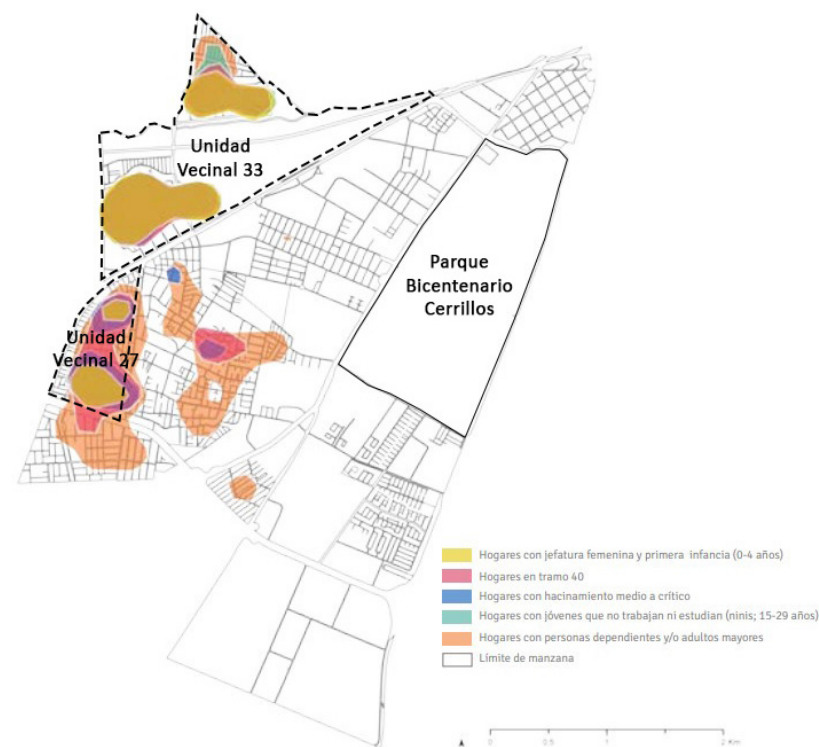 Unidad
Vecinal 33
Parque
Bicentenario
Cerrillos
Unidad
Vecinal 27
Hogares con jefatura femenina y primera infancia (0-4 años)
Hogares en tramo 40
Hogares con hacinamiento medio a crítico
Hogares con jóvenes que no trabajan ni estudian (ninis; 15-29 años)
Hogares con personas dependientes y/o adultos mayores
Límite de manzana
0 0.5 1 2 Km